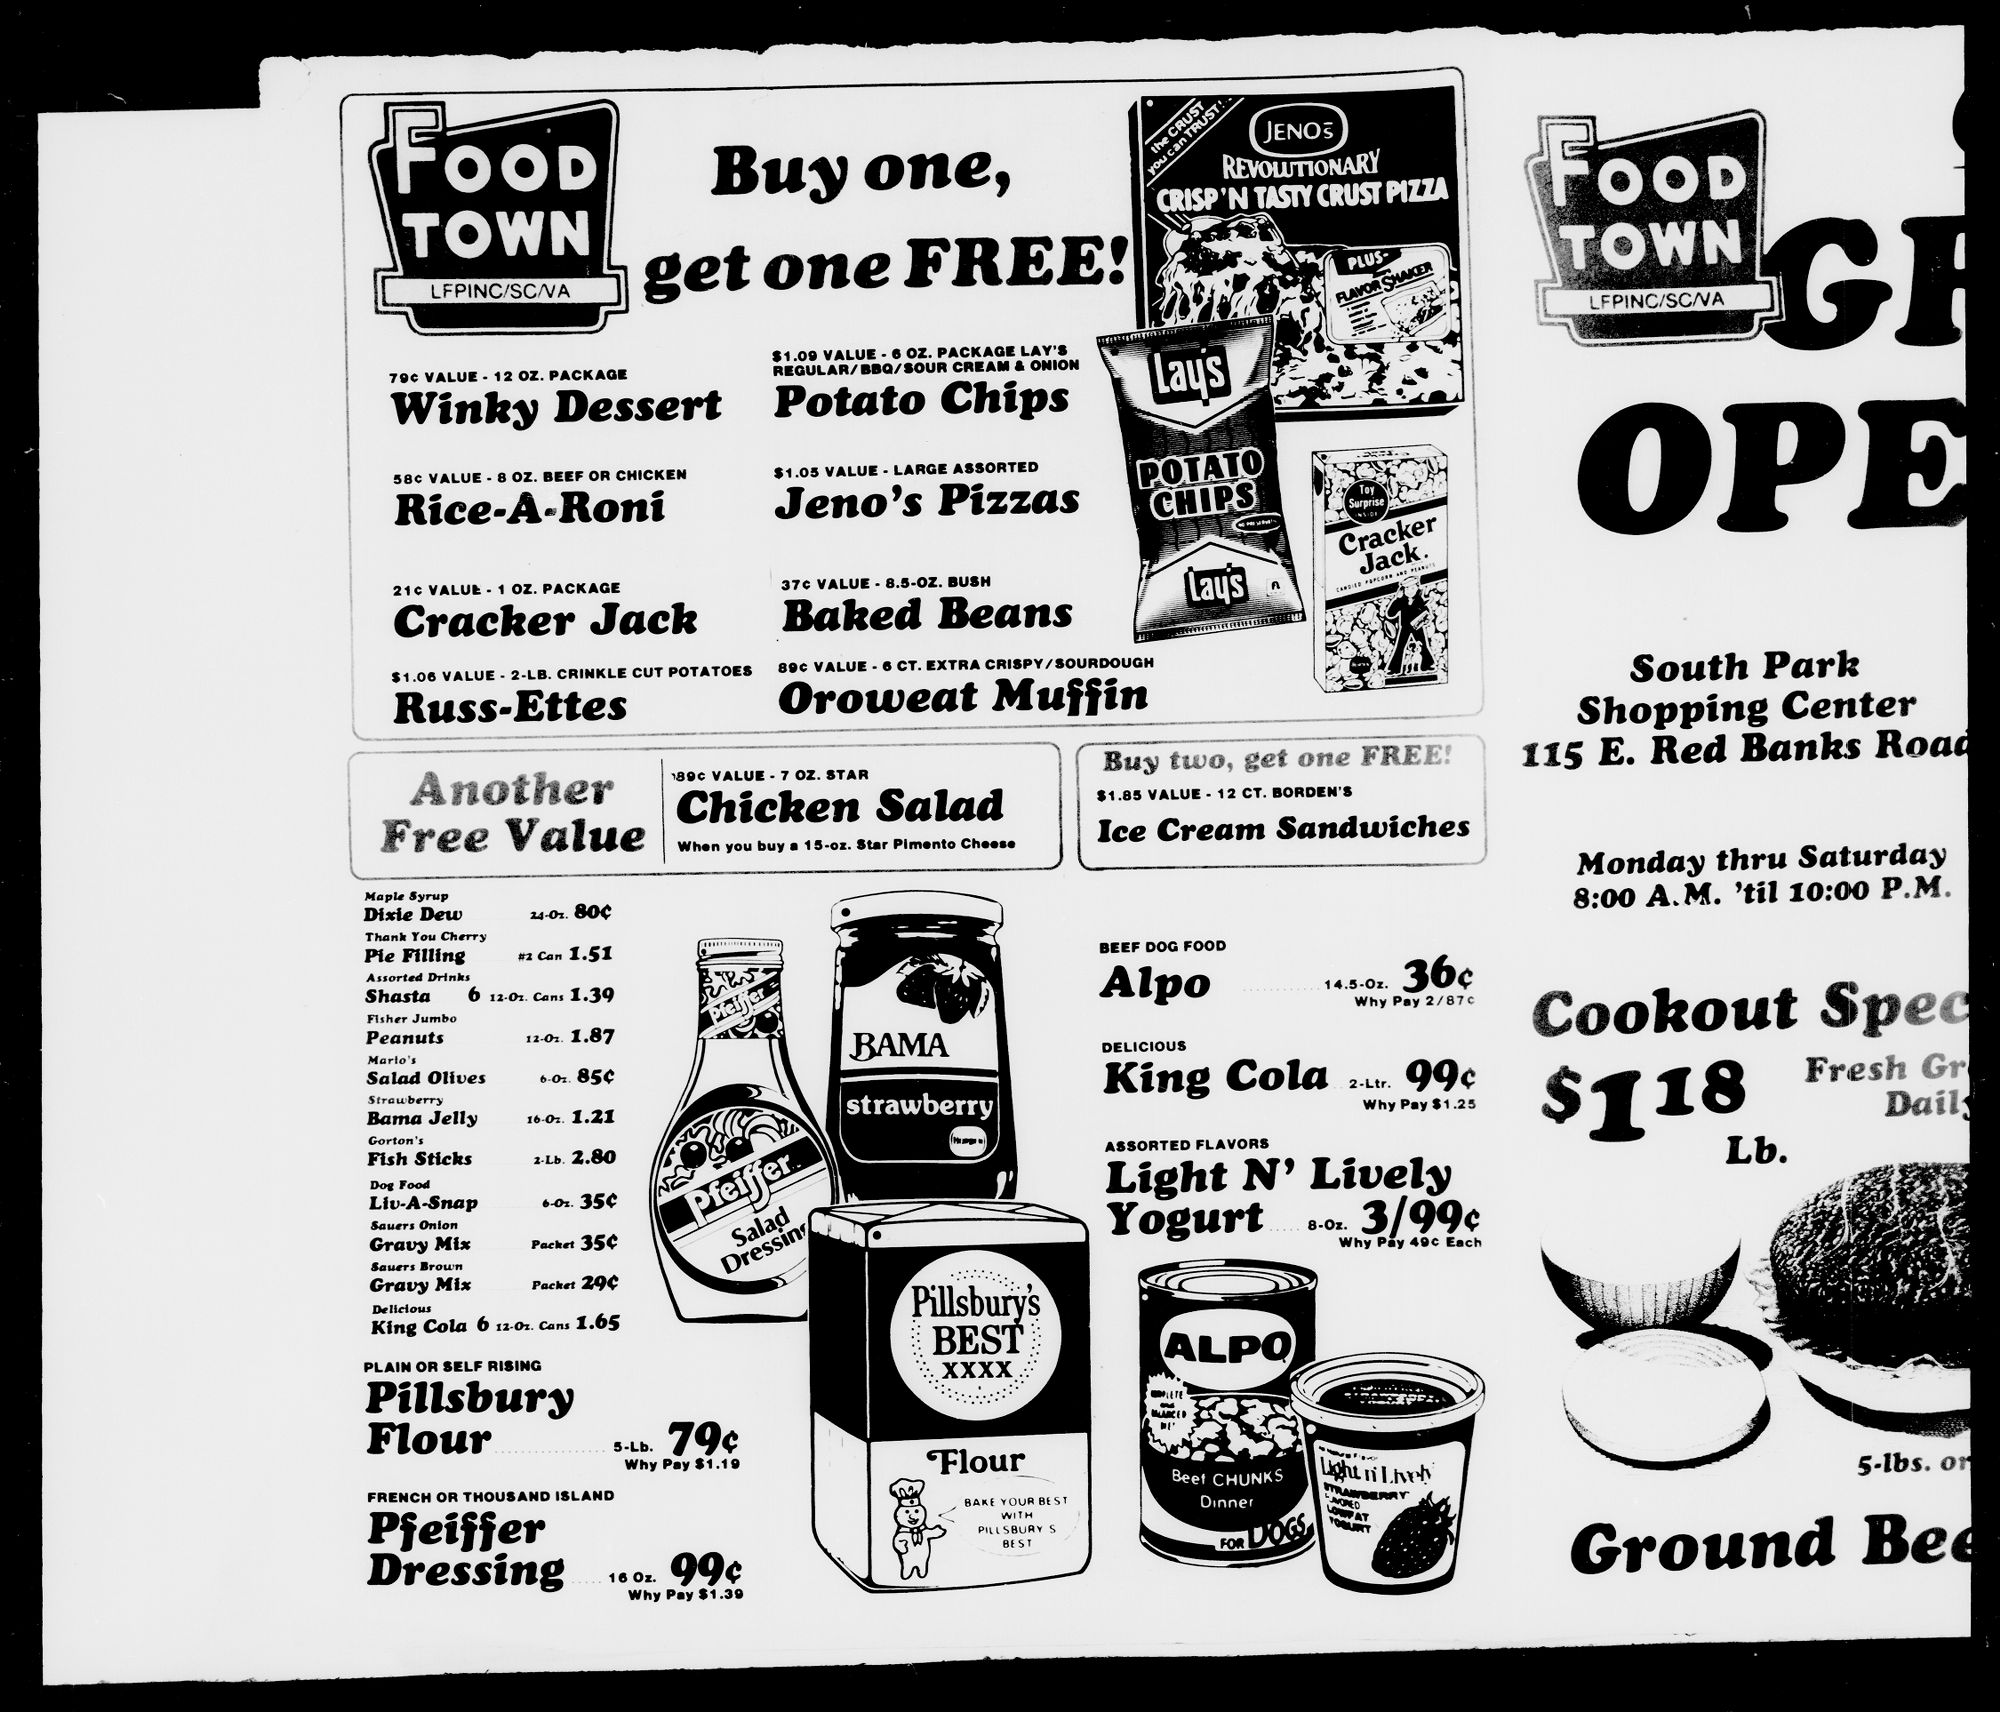 FOOD
TOWN
LFPINC/SC/VA
Buy one,
get one FREE!
79¢ VALUE - 12 OZ. PACKAGE
Winky Dessert
$1.09 VALUE - 6 OZ. PACKAGE LAY'S
REGULAR/BBQ/SOUR CREAM & ONION
Potato Chips
58¢ VALUE - 8 OZ. BEEF OR CHICKEN
Rice-A-Roni
$1.05 VALUE - LARGE ASSORTED
Jeno's Pizzas
21¢ VALUE - 1 OZ. PACKAGE
Cracker Jack
37¢ VALUE - 8.5-OZ. BUSH
Baked Beans
$1.06 VALUE - 2-LB. CRINKLE CUT POTATOES
Russ-Ettes
89¢ VALUE - 6 CT. EXTRA CRISPY/SOURDOUGH
Oroweat Muffin
the CRUST
you can TRUST!
JENO's
REVOLUTIONARY
CRISP 'N TASTY CRUST PIZZA
PLUS-
FLAVOR SHAKER
Lay's
POTATO
CHIPS
Lay's
Toy
Surprise
INSIDE
Cracker
Jack.
CANDIED POPCORN AND PEANUTS
Another
Free Value
89¢ VALUE - 7 OZ. STAR
Chicken Salad
When you buy a 15-oz. Star Pimento Cheese
Buy two, get one FREE!
$1.85 VALUE - 12 CT. BORDEN'S
Ice Cream Sandwiches
Maple Syrup
Dixie Dew 24-Oz. 80¢
Thank You Cherry
Pie Filling #2 Can 1.51
Assorted Drinks
Shasta 6 12-Oz. Cans 1.39
Fisher Jumbo
Peanuts 12-Oz. 1.87
Mario's
Salad Olives 6-Oz. 85¢
Strawberry
Bama Jelly 16-Oz. 1.21
Gorton's
Fish Sticks 2-Lb. 2.80
Dog Food
Liv-A-Snap 6-Oz. 35¢
Sauers Onion
Gravy Mix Packet 35¢
Sauers Brown
Gravy Mix Packet 29¢
Delicious
King Cola 6 12-Oz. Cans 1.65
PLAIN OR SELF RISING
Pillsbury
Flour 5-Lb. 79¢
Why Pay $1.19
FRENCH OR THOUSAND ISLAND
Pfeiffer
Dressing 16 Oz. 99¢
Why Pay $1.39
Pfeiffer
Pfeiffer
Salad
Dressing
BAMA
strawberry
Pillsbury's
BEST
XXXX
Flour
BAKE YOUR BEST
WITH
PILLSBURY'S
BEST
BEEF DOG FOOD
Alpo 14.5-Oz. 36¢
Why Pay 2/87¢
DELICIOUS
King Cola 2-Ltr. 99¢
Why Pay $1.25
ASSORTED FLAVORS
Light N' Lively
Yogurt 8-Oz. 3/99¢
Why Pay 49¢ Each
ALPO
Beef CHUNKS
Dinner
FOR DOGS
Light n' Lively
STRAWBERRY
LOWFAT
YOGURT
FOOD
TOWN
LFPINC/SC/VA
GR
OPE
South Park
Shopping Center
115 E. Red Banks Road
Monday thru Saturday
8:00 A.M. 'til 10:00 P.M.
Cookout Spec
$1 18
Lb.
Fresh Gr
Daily
5-lbs. or
Ground Bee